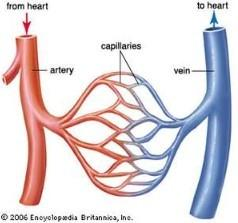 from heart
to heart
capillaries
artery
vein
© 2006 Encyclopædia Britannica, Inc.